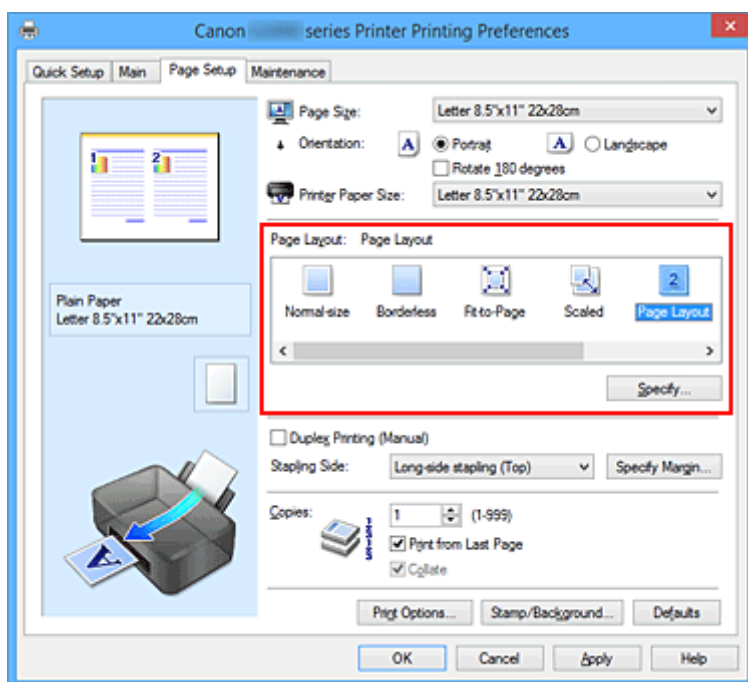 Canon series Printer Printing Preferences
Quick Setup Main Page Setup Maintenance
Page Size: Letter 8.5"x11" 22x28cm
Orientation: A Portrait A Landscape
Rotate 180 degrees
Printer Paper Size: Letter 8.5"x11" 22x28cm
1 2
Page Layout: Page Layout
2
Normal-size Borderless Fit-to-Page Scaled Page Layout
Plain Paper
Letter 8.5"x11" 22x28cm
Specify...
Duplex Printing (Manual)
Stapling Side: Long-side stapling (Top) Specify Margin...
Copies: 1 (1-999)
Print from Last Page
Collate
A
Print Options... Stamp/Background... Defaults
OK Cancel Apply Help